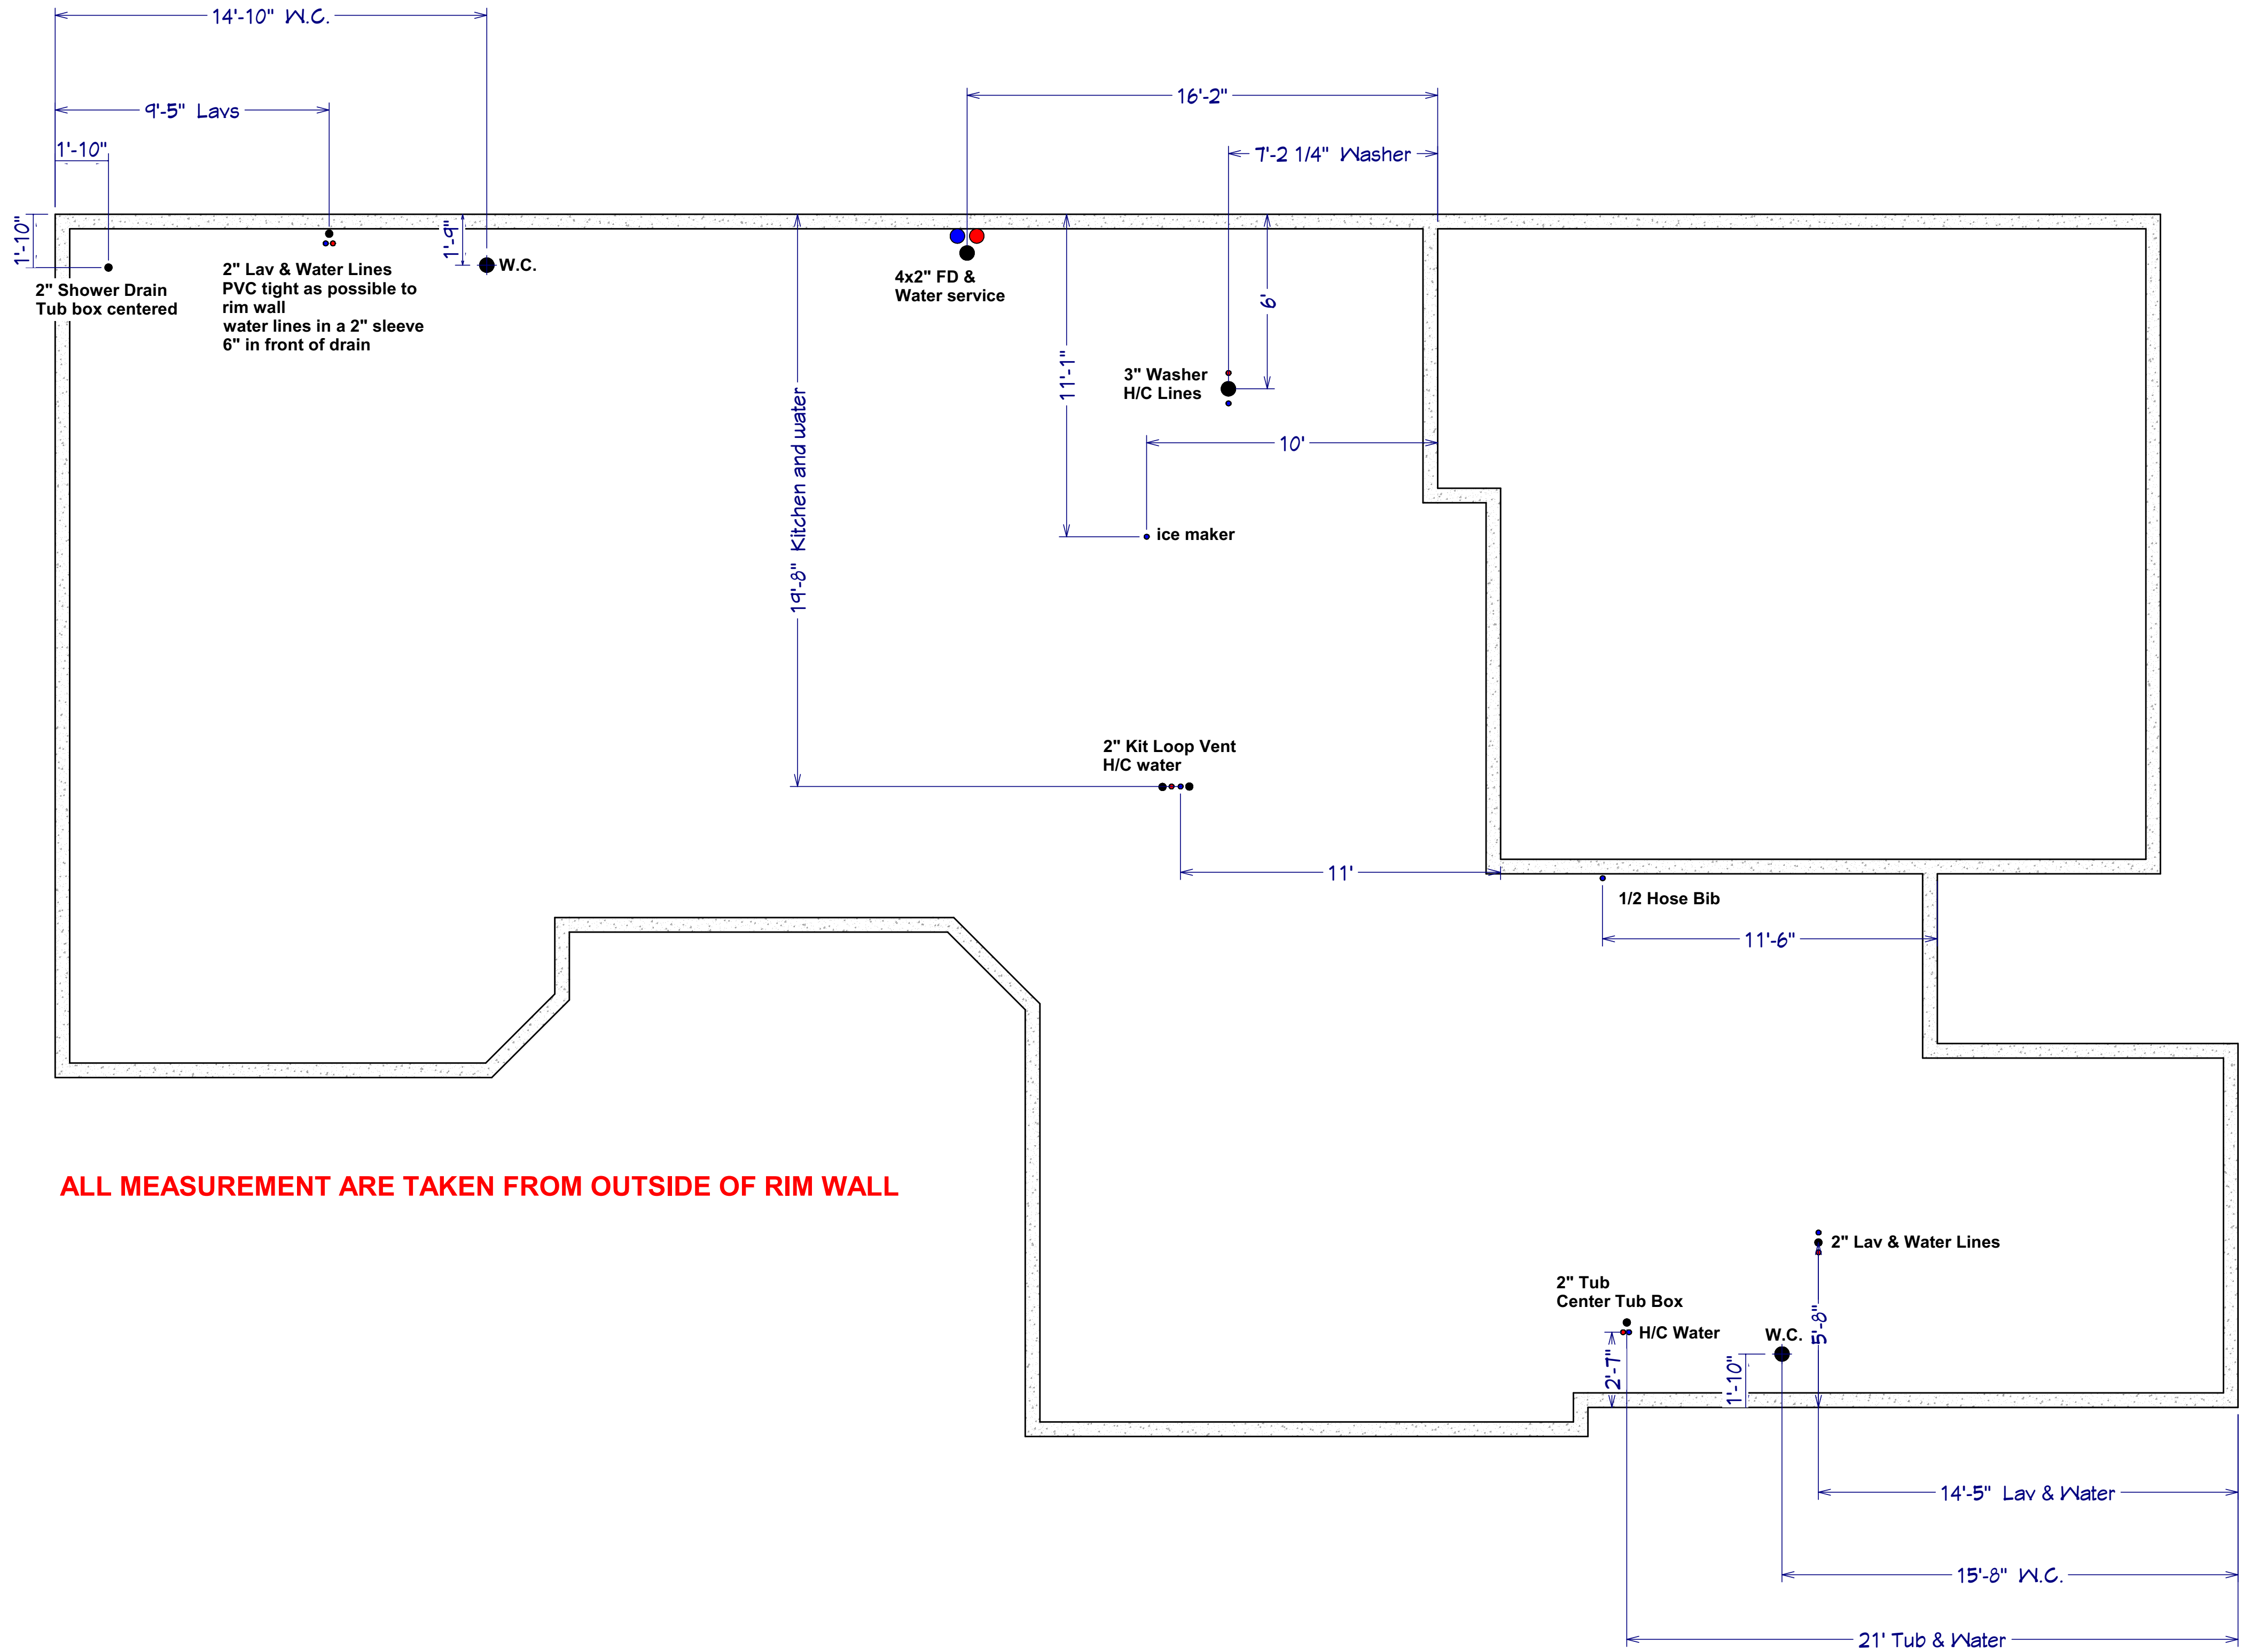 14'-10" W.C.
16'-2"
9'-5" Lavs
1'-10"
7'-2 1/4" Washer
1'-10"
1'-9"
W.C.
2" Shower Drain
Tub box centered
2" Lav & Water Lines
PVC tight as possible to
rim wall
water lines in a 2" sleeve
6" in front of drain
4x2" FD &
Water service
6'
11'-1"
3" Washer
H/C Lines
10'
19'-8" Kitchen and water
ice maker
2" Kit Loop Vent
H/C water
11'
1/2 Hose Bib
11'-6"
ALL MEASUREMENT ARE TAKEN FROM OUTSIDE OF RIM WALL
2" Lav & Water Lines
2" Tub
Center Tub Box
H/C Water
W.C.
5'-8"
2'-7"
1'-10"
14'-5" Lav & Water
15'-8" W.C.
21' Tub & Water